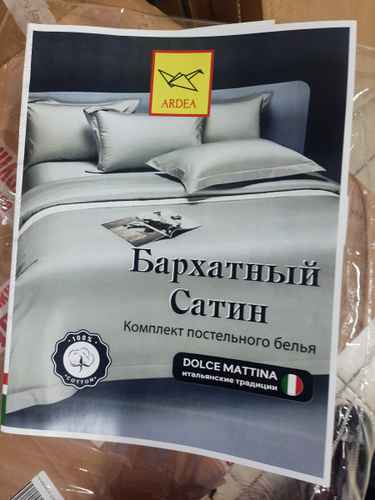 ARDEA
Бархатный
Сатин
Комплект постельного белья
100%
COTTON
DOLCE MATTINA
итальянские традиции